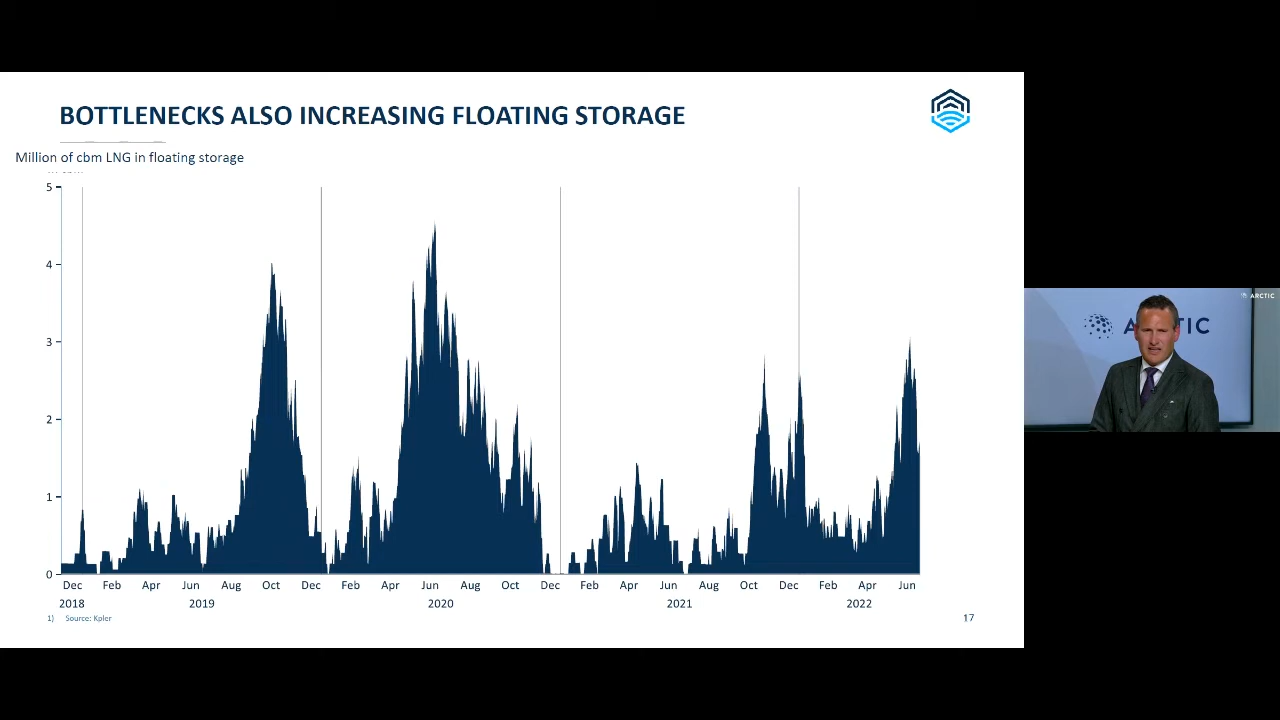 BOTTLENECKS ALSO INCREASING FLOATING STORAGE
Million of cbm LNG in floating storage
5
4
3
2
1
0
Dec Feb Apr Jun Aug Oct Dec Feb Apr Jun Aug Oct Dec Feb Apr Jun Aug Oct Dec Feb Apr Jun
2018 2019 2020 2021 2022
1) Source: Kpler
17
ARCTIC